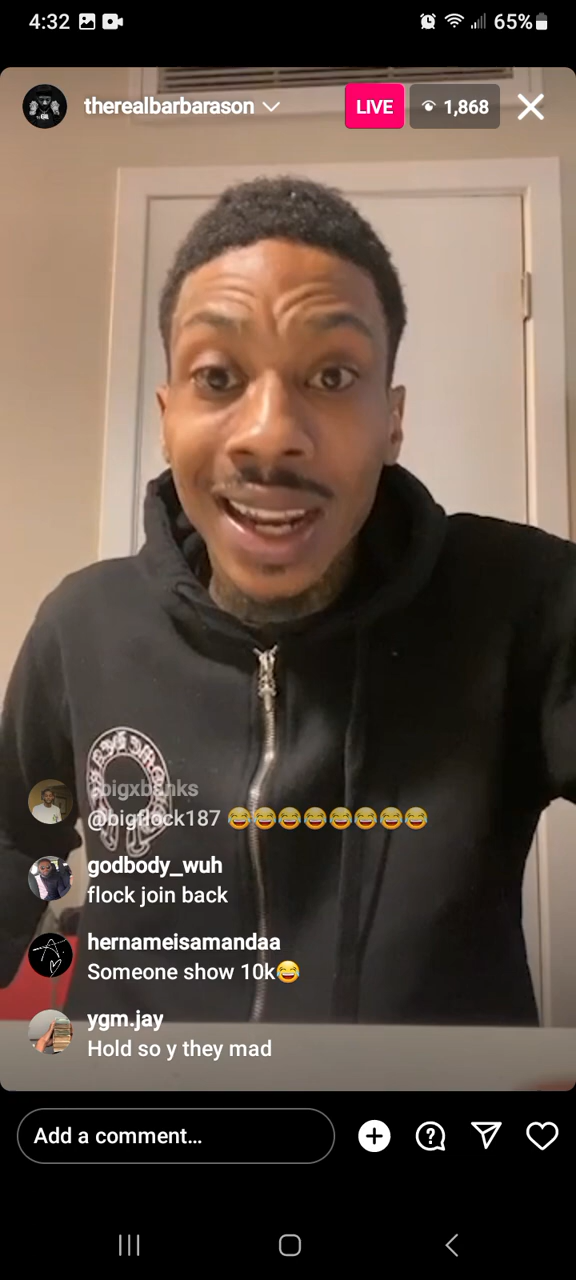 4:32
65%
therealbarbarason
LIVE
1,868
bigxbanks
@bigflock187 😂😂😂😂😂😂😂😂
godbody_wuh
flock join back
hernameisamandaa
Someone show 10k😂
ygm.jay
Hold so y they mad
Add a comment...